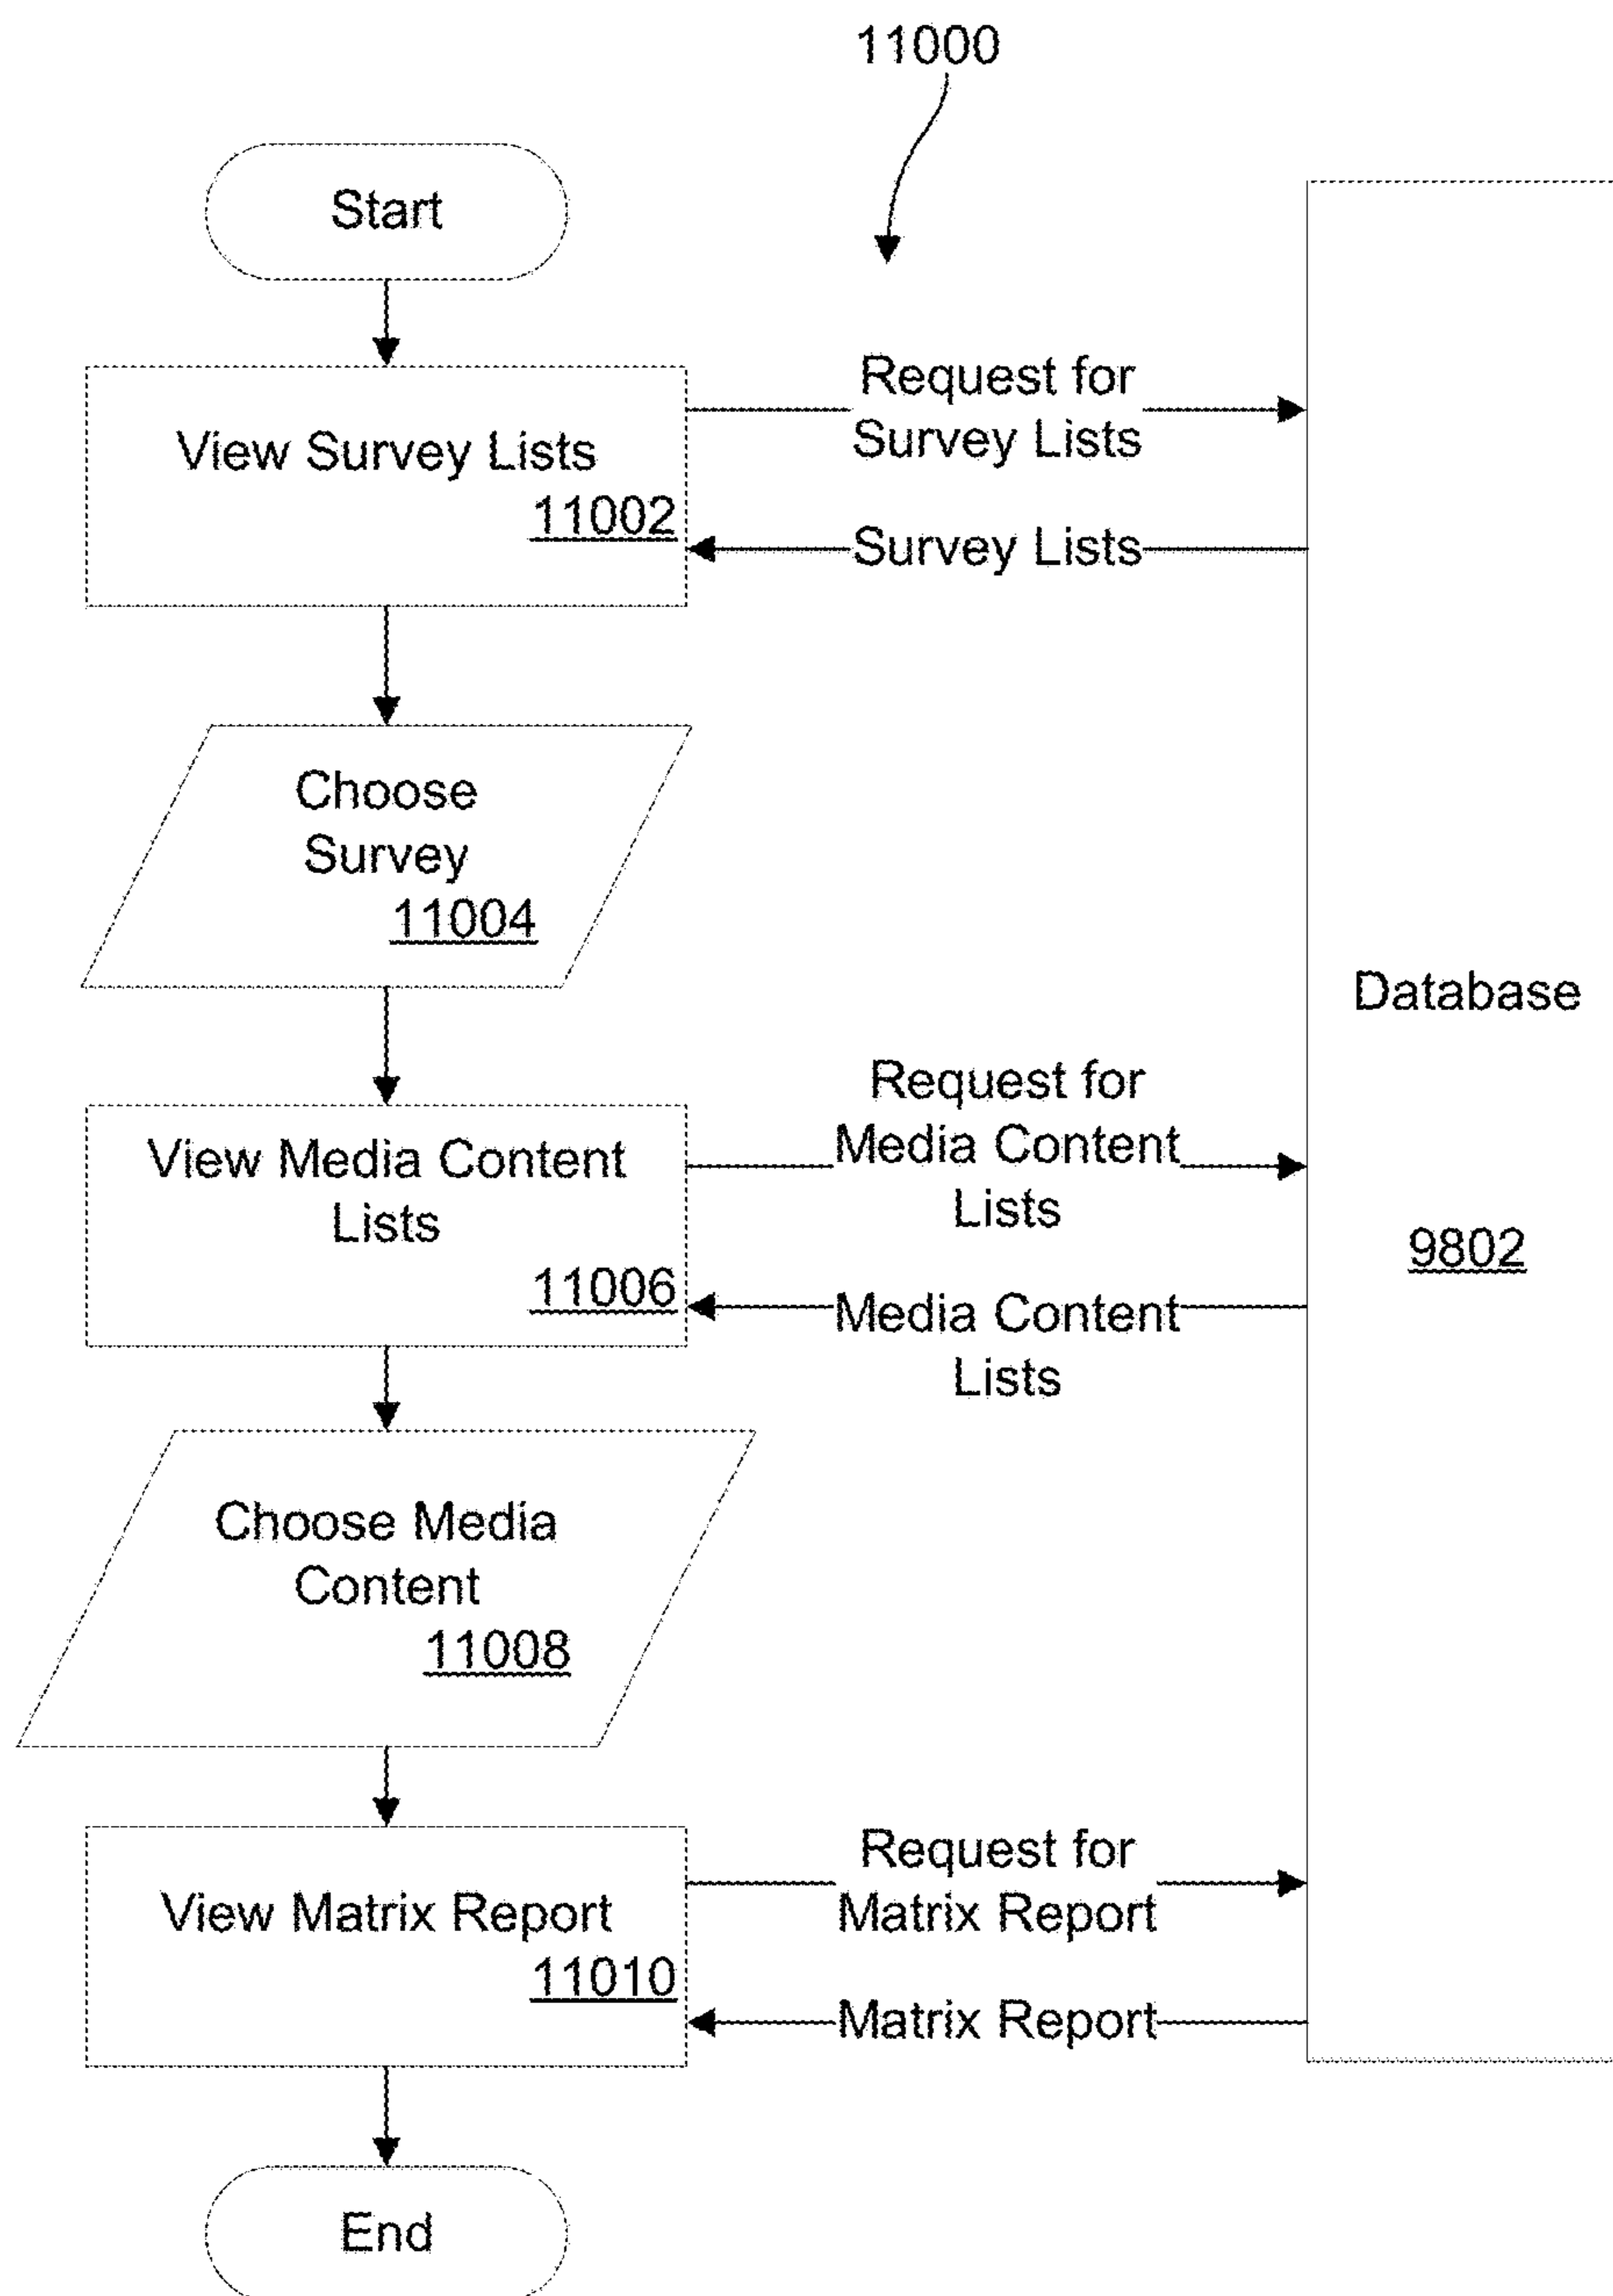 11000
Start
View Survey Lists
11002
Request for
Survey Lists
Survey Lists
Choose
Survey
11004
Database
9802
View Media Content
Lists
11006
Request for
Media Content
Lists
Media Content
Lists
Choose Media
Content
11008
View Matrix Report
11010
Request for
Matrix Report
Matrix Report
End